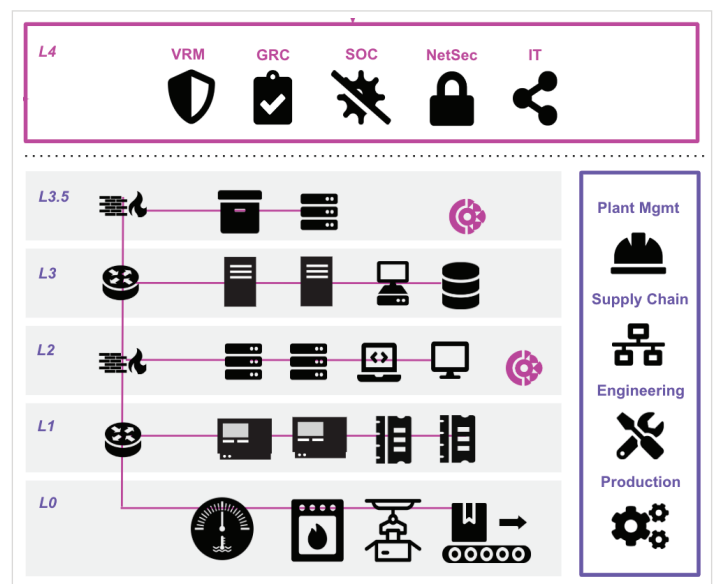 L4
VRM
GRC
SOC
NetSec
IT
L3.5
L3
L2
L1
L0
Plant Mgmt
Supply Chain
Engineering
Production